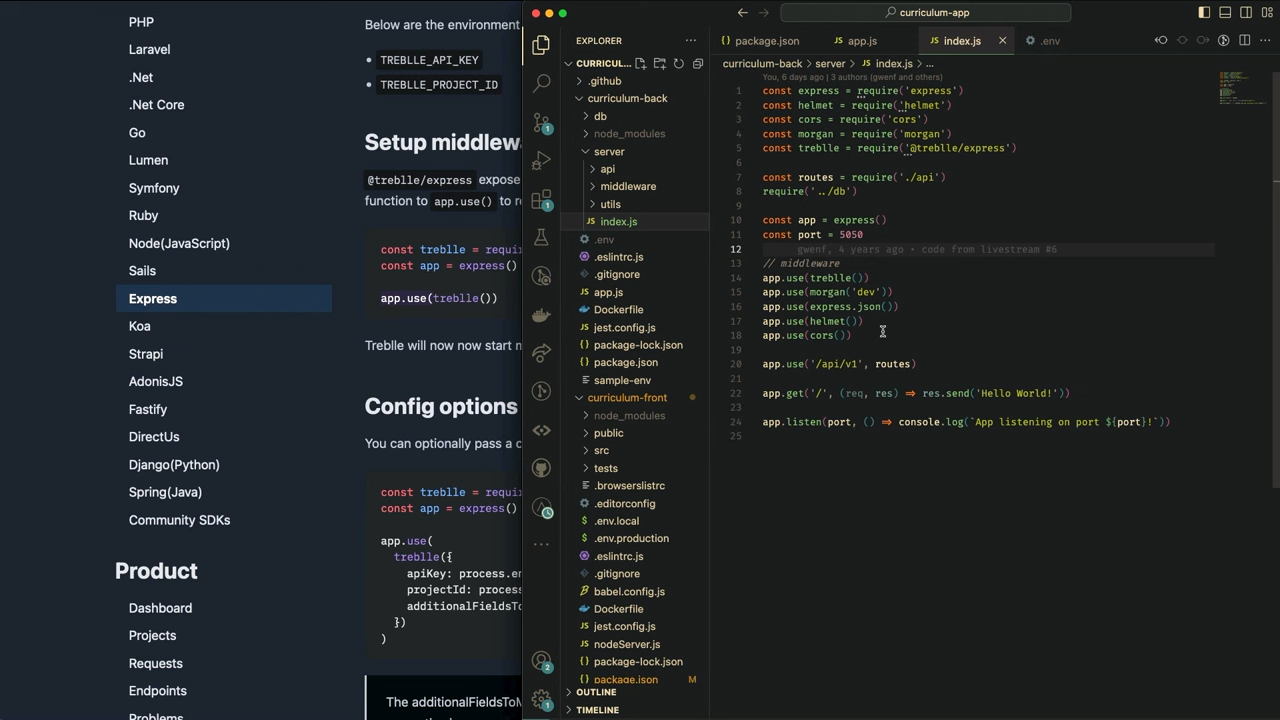 PHP
Laravel
.Net
.Net Core
Go
Lumen
Symfony
Ruby
Node(JavaScript)
Sails
Express
Koa
Strapi
AdonisJS
Fastify
DirectUs
Django(Python)
Spring(Java)
Community SDKs
Product
Dashboard
Projects
Requests
Endpoints
Problems
Below are the environment
TREBLLE_API_KEY
TREBLLE_PROJECT_ID
Setup middlew
@treblle/express expose
function to app.use() to r
const treblle = requi
const app = express()
app.use(treblle())
Treblle will now now start m
Config options
You can optionally pass a c
const treblle = requi
const app = express()
app.use(
treblle({
apiKey: process.en
projectId: process
additionalFieldsTo
})
)
The additionalFieldsToM
curriculum-app
EXPLORER
CURRICUL...
.github
curriculum-back
db
node_modules
server
api
middleware
utils
JS index.js
.env
.eslintrc.js
.gitignore
JS app.js
Dockerfile
JS jest.config.js
package-lock.json
package.json
sample-env
curriculum-front
node_modules
public
src
tests
.browserslistrc
.editorconfig
$ .env.local
$ .env.production
.eslintrc.js
.gitignore
babel.config.js
Dockerfile
JS jest.config.js
JS nodeServer.js
package-lock.json
package.json M
OUTLINE
TIMELINE
1
1
2
1
package.json
JS app.js
JS index.js
.env
curriculum-back > server > JS index.js > ...
You, 6 days ago | 3 authors (gwenf and others)
1 const express = require('express')
2 const helmet = require('helmet')
3 const cors = require('cors')
4 const morgan = require('morgan')
5 const treblle = require('@treblle/express')
6
7 const routes = require('./api')
8 require('../db')
9
10 const app = express()
11 const port = 5050
12 gwenf, 4 years ago • code from livestream #6
13 // middleware
14 app.use(treblle())
15 app.use(morgan('dev'))
16 app.use(express.json())
17 app.use(helmet())
18 app.use(cors())
19
20 app.use('/api/v1', routes)
21
22 app.get('/', (req, res) => res.send('Hello World!'))
23
24 app.listen(port, () => console.log(`App listening on port ${port}!`))
25